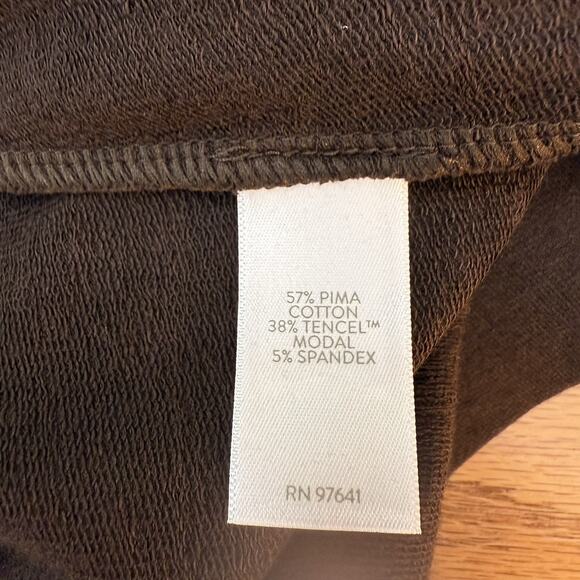 57% PIMA
COTTON
38% TENCEL™
MODAL
5% SPANDEX
RN 97641